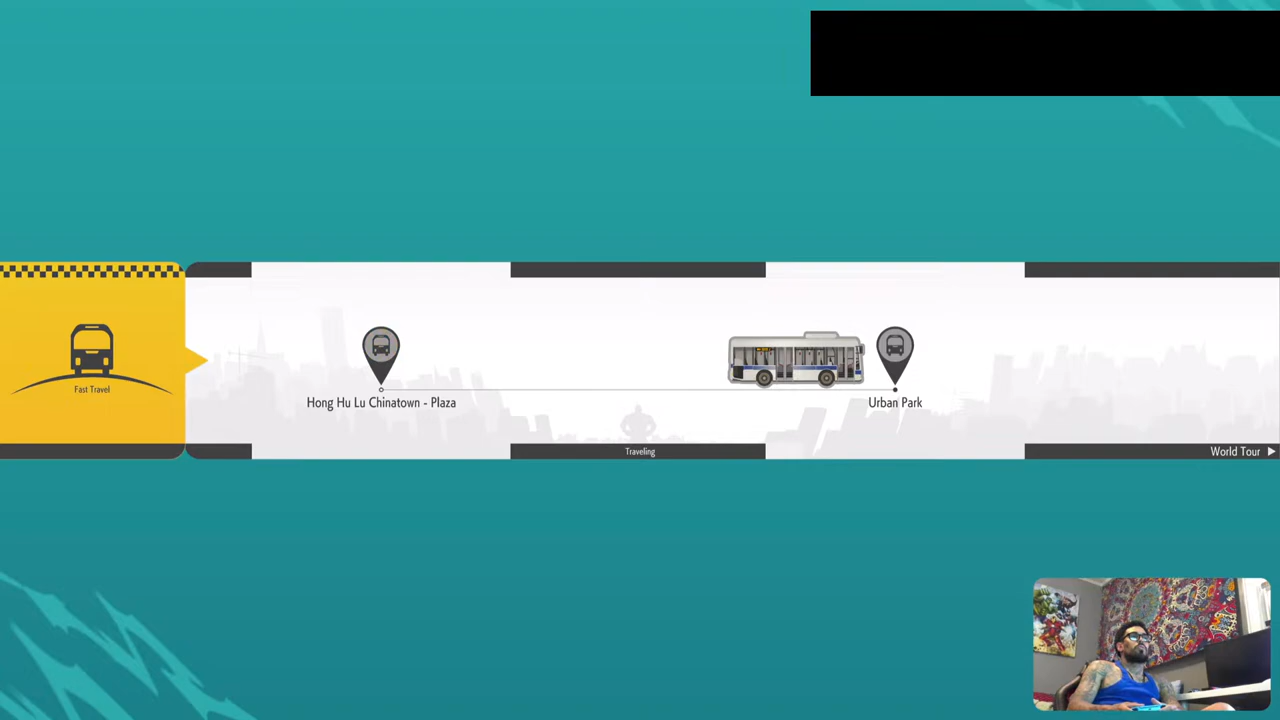 Fast Travel
Hong Hu Lu Chinatown - Plaza
Urban Park
Traveling
World Tour